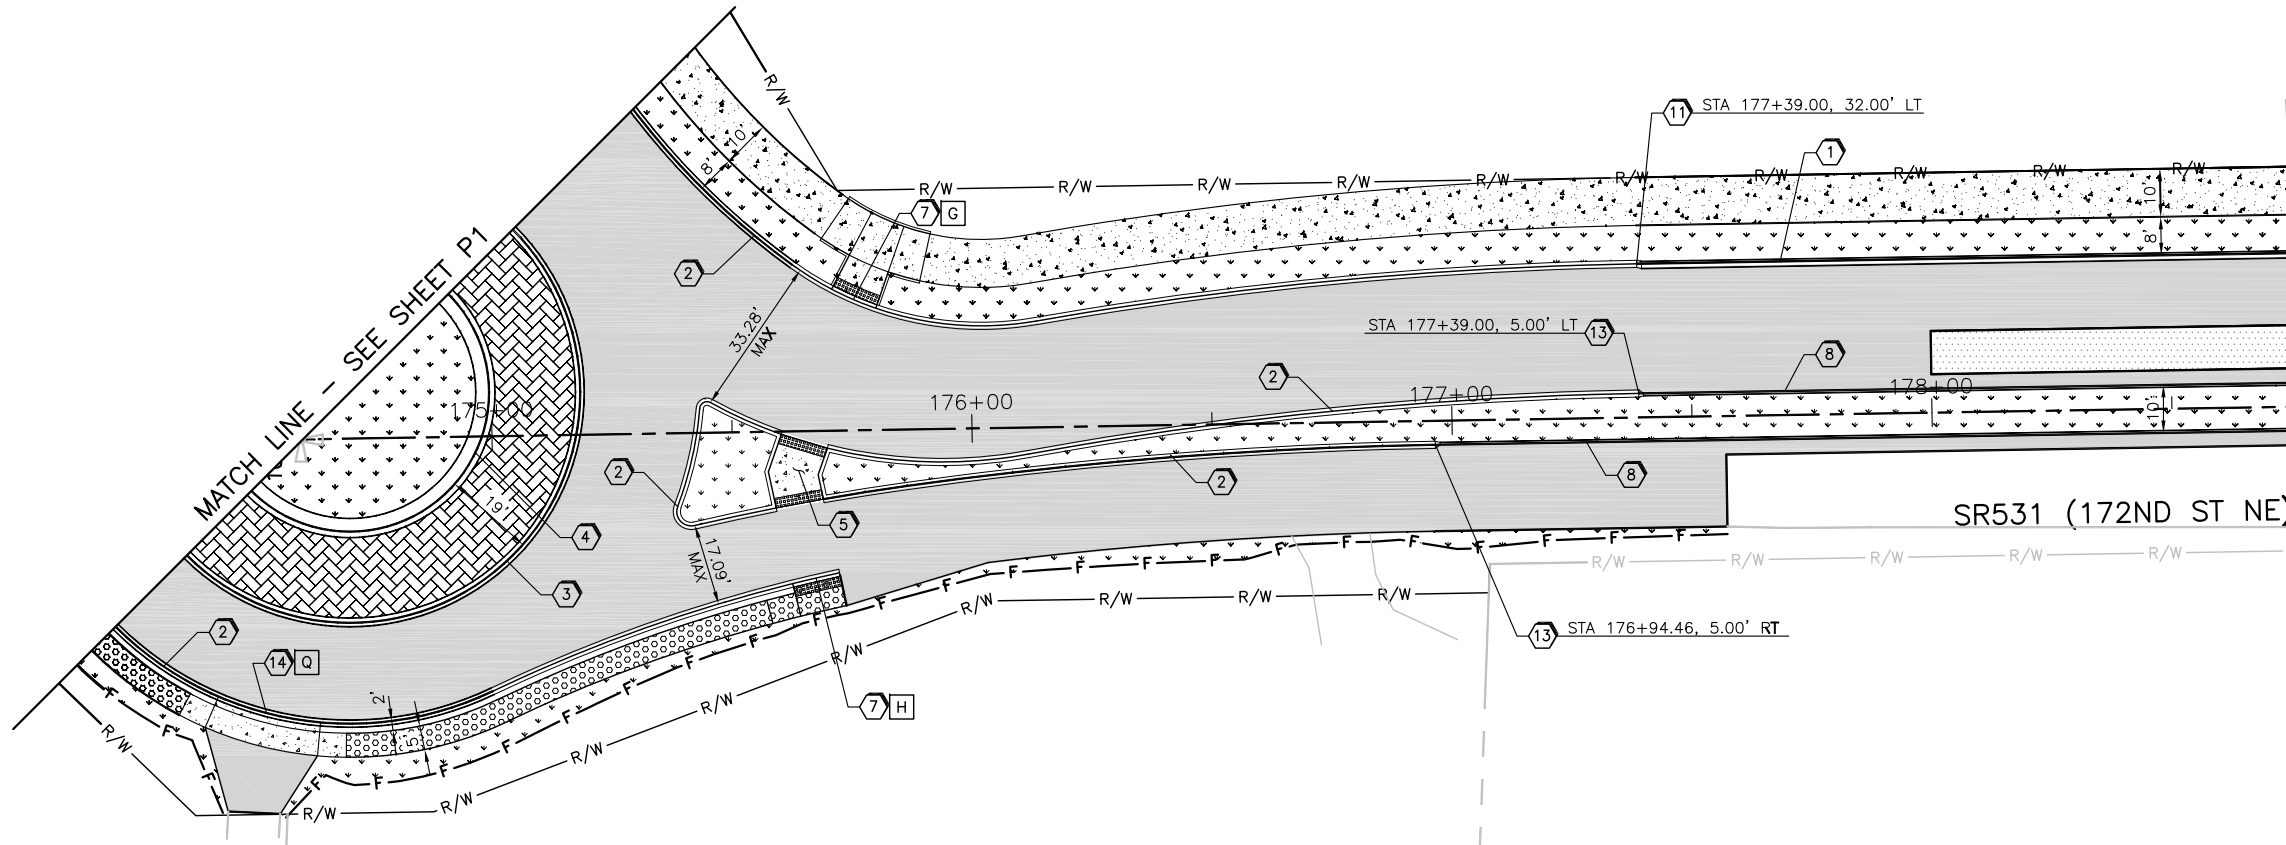 MATCH LINE - SEE SHEET P1
R/W
10'
8'
11 STA 177+39.00, 32.00' LT
1
R/W R/W R/W R/W R/W R/W R/W R/W R/W R/W
10'
8'
7 G
2
33.28'
MAX
STA 177+39.00, 5.00' LT 13
8
2
175+00
176+00
177+00
178+00
10'
2
2
8
5
19'
4
3
SR531 (172ND ST NE)
R/W R/W R/W R/W R/W
17.09'
MAX
F F F F F F F F F F F F F
R/W R/W R/W R/W
13 STA 176+94.46, 5.00' RT
2
14 Q
2'
5'
7 H
F F F F F F F F F F F
R/W R/W R/W R/W R/W R/W